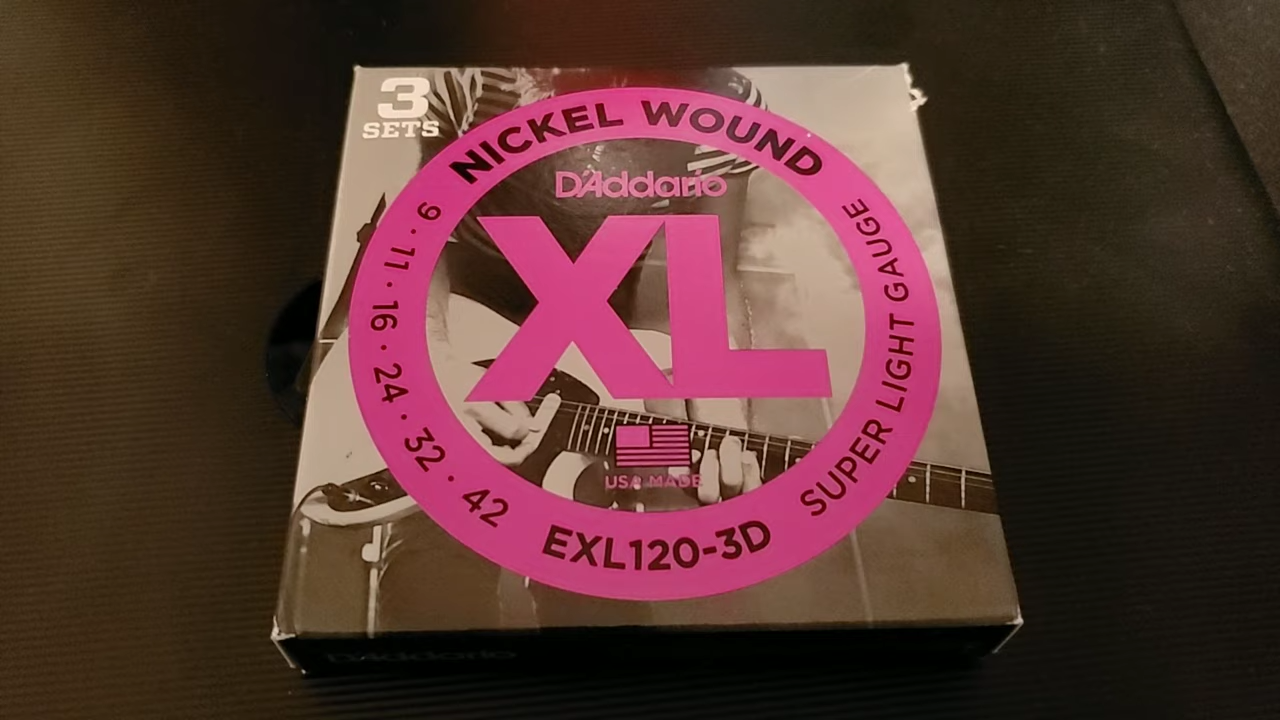 3
SETS
NICKEL WOUND
D'Addario
XL
USA MADE
9 · 11 · 16 · 24 · 32 · 42
EXL120-3D
SUPER LIGHT GAUGE
D'Addario